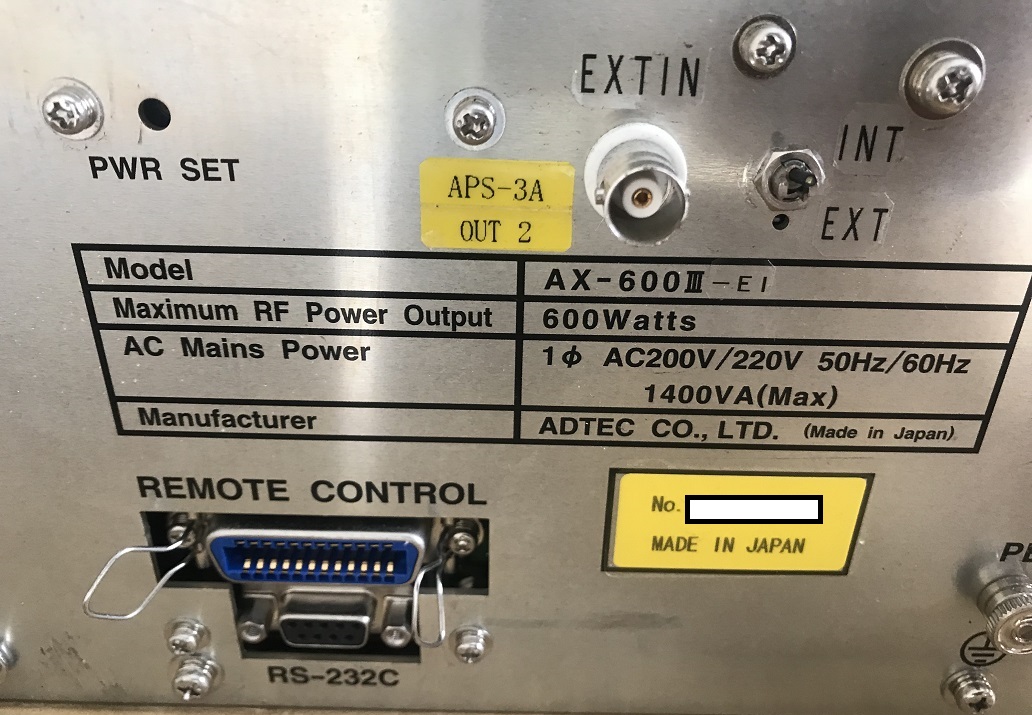 EXTIN
INT
PWR SET
APS-3A
OUT 2
EXT
Model AX-600Ⅲ-EI
Maximum RF Power Output 600Watts
AC Mains Power 1φ AC200V/220V 50Hz/60Hz
1400VA(Max)
Manufacturer ADTEC CO., LTD. (Made in Japan)
REMOTE CONTROL
No.
MADE IN JAPAN
RS-232C